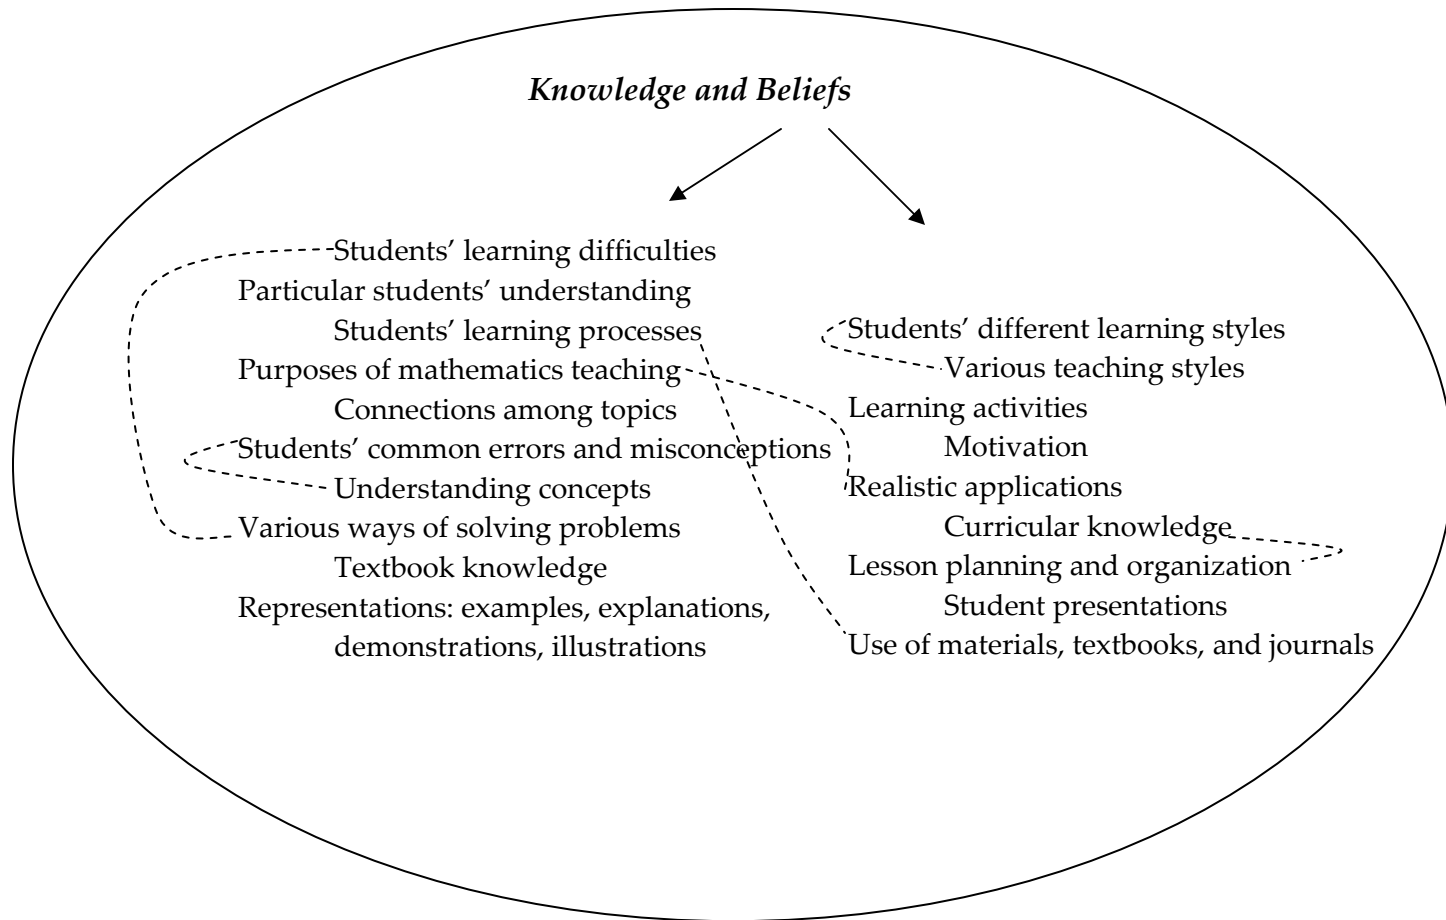 Knowledge and Beliefs
Students’ learning difficulties
Particular students’ understanding
Students’ learning processes
Purposes of mathematics teaching
Connections among topics
Students’ common errors and misconceptions
Understanding concepts
Various ways of solving problems
Textbook knowledge
Representations: examples, explanations,
demonstrations, illustrations
Students’ different learning styles
Various teaching styles
Learning activities
Motivation
Realistic applications
Curricular knowledge
Lesson planning and organization
Student presentations
Use of materials, textbooks, and journals